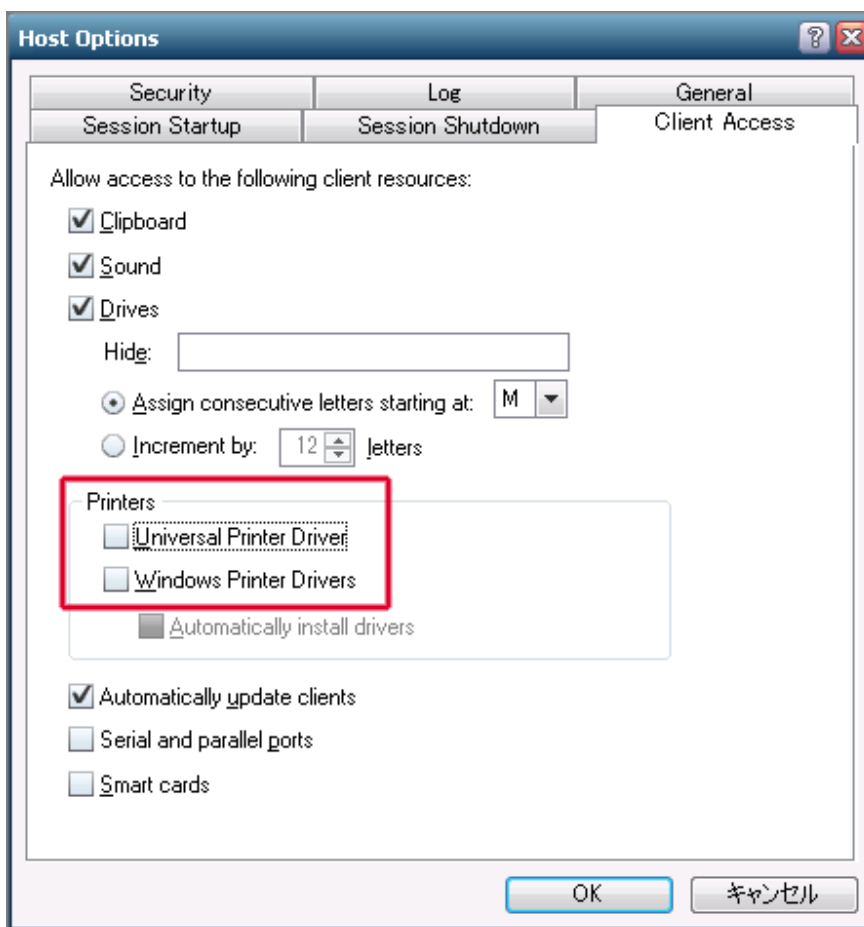 Host Options
Security Log General
Session Startup Session Shutdown Client Access
Allow access to the following client resources:
Clipboard
Sound
Drives
Hide:
Assign consecutive letters starting at: M
Increment by: 12 letters
Printers
Universal Printer Driver
Windows Printer Drivers
Automatically install drivers
Automatically update clients
Serial and parallel ports
Smart cards
OK キャンセル